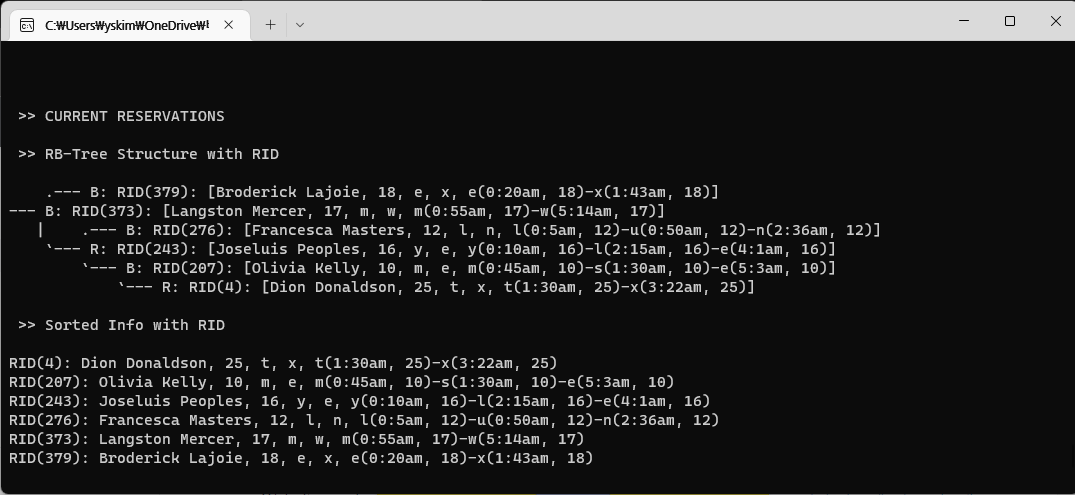 C:₩Users₩yskim₩OneDrive₩
>> CURRENT RESERVATIONS
>> RB-Tree Structure with RID
    .--- B: RID(379): [Broderick Lajoie, 18, e, x, e(0:20am, 18)-x(1:43am, 18)]
--- B: RID(373): [Langston Mercer, 17, m, w, m(0:55am, 17)-w(5:14am, 17)]
   |    .--- B: RID(276): [Francesca Masters, 12, l, n, l(0:5am, 12)-u(0:50am, 12)-n(2:36am, 12)]
    `--- R: RID(243): [Joseluis Peoples, 16, y, e, y(0:10am, 16)-l(2:15am, 16)-e(4:1am, 16)]
        `--- B: RID(207): [Olivia Kelly, 10, m, e, m(0:45am, 10)-s(1:30am, 10)-e(5:3am, 10)]
            `--- R: RID(4): [Dion Donaldson, 25, t, x, t(1:30am, 25)-x(3:22am, 25)]
>> Sorted Info with RID
RID(4): Dion Donaldson, 25, t, x, t(1:30am, 25)-x(3:22am, 25)
RID(207): Olivia Kelly, 10, m, e, m(0:45am, 10)-s(1:30am, 10)-e(5:3am, 10)
RID(243): Joseluis Peoples, 16, y, e, y(0:10am, 16)-l(2:15am, 16)-e(4:1am, 16)
RID(276): Francesca Masters, 12, l, n, l(0:5am, 12)-u(0:50am, 12)-n(2:36am, 12)
RID(373): Langston Mercer, 17, m, w, m(0:55am, 17)-w(5:14am, 17)
RID(379): Broderick Lajoie, 18, e, x, e(0:20am, 18)-x(1:43am, 18)